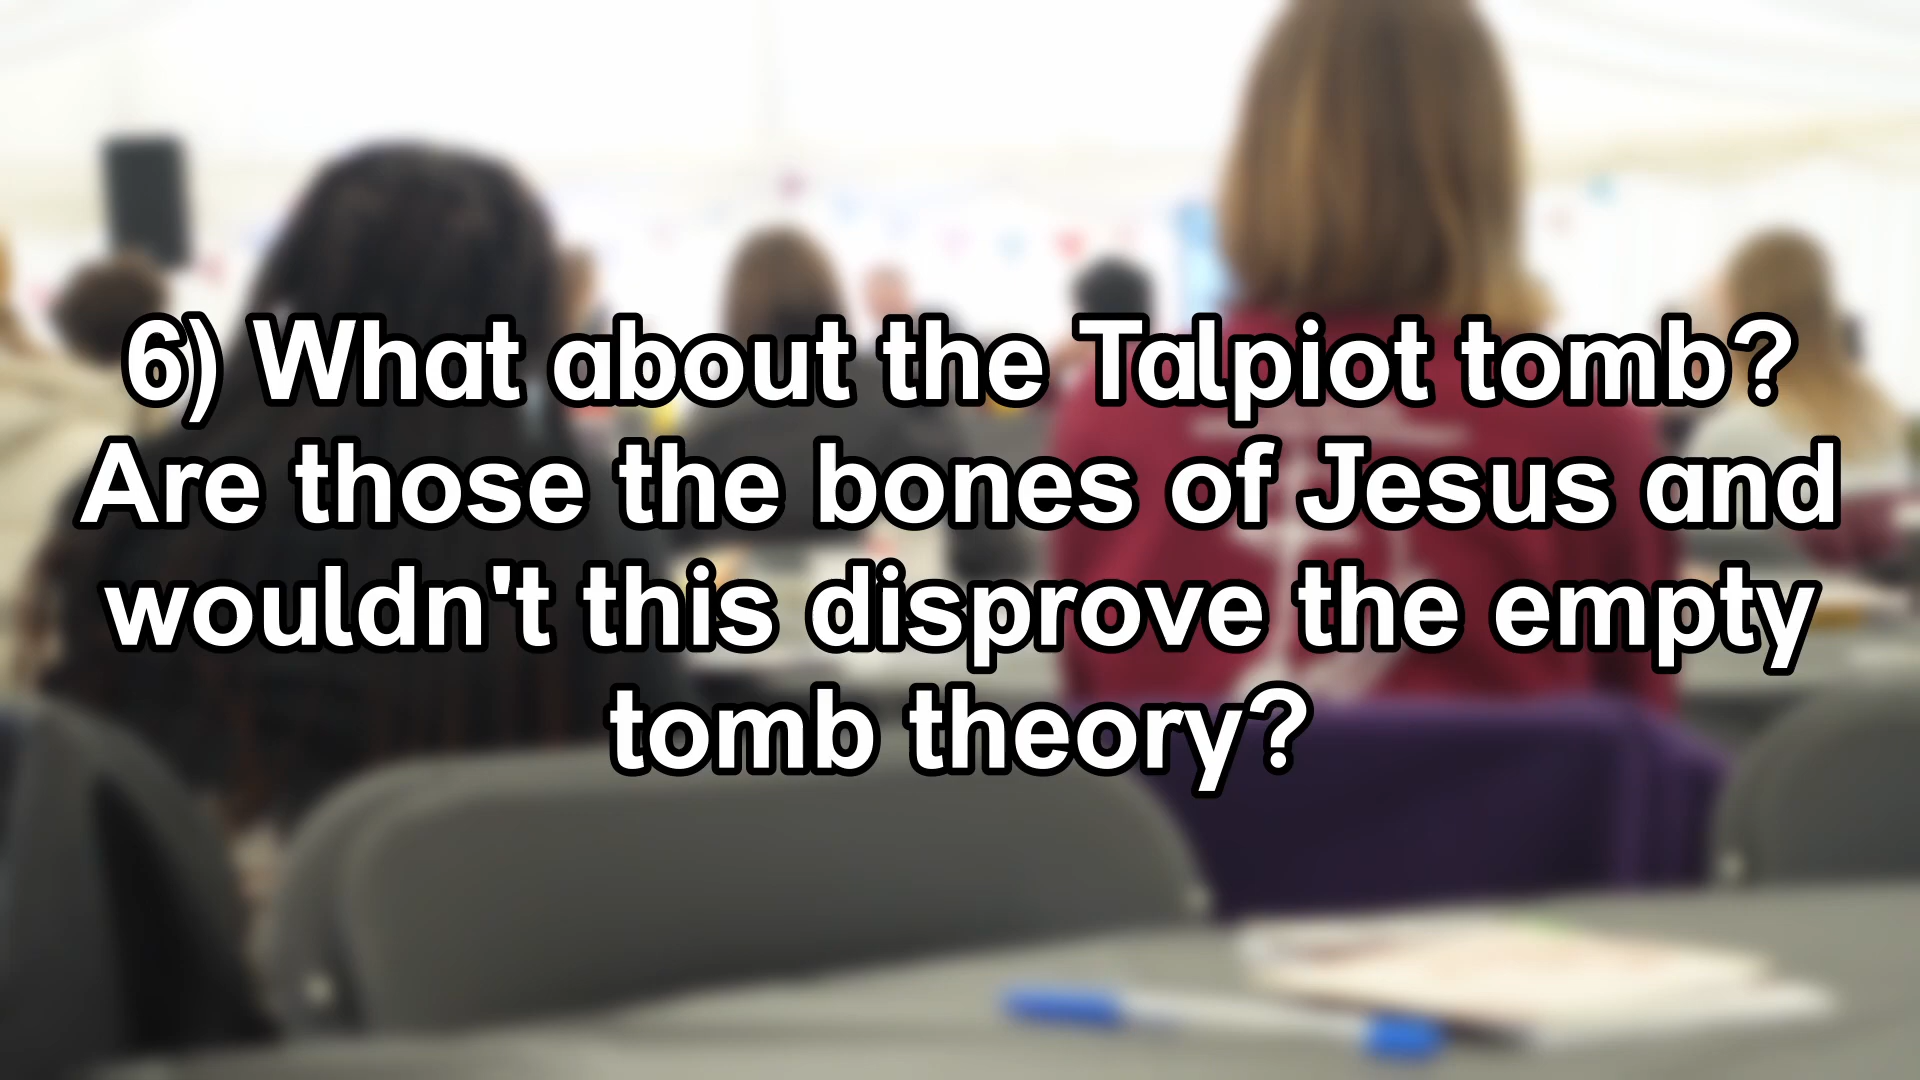 6) What about the Talpiot tomb?
Are those the bones of Jesus and
wouldn't this disprove the empty
tomb theory?